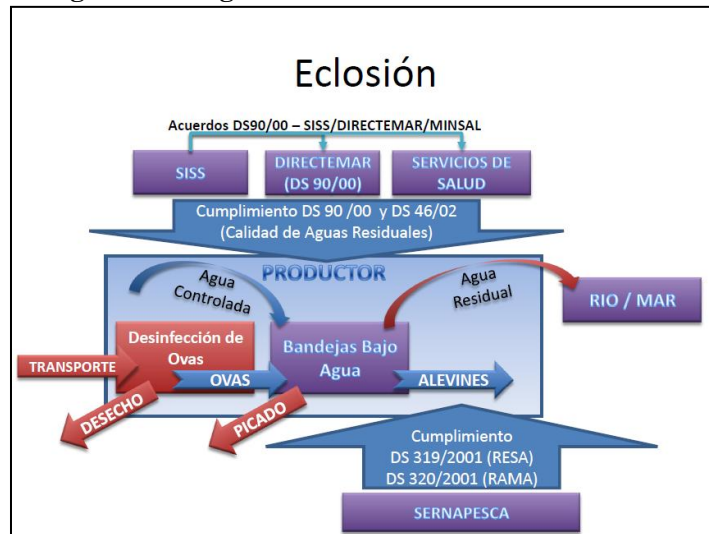 Eclosión
Acuerdos DS90/00 – SISS/DIRECTEMAR/MINSAL
SISS
DIRECTEMAR
(DS 90/00)
SERVICIOS DE
SALUD
Cumplimiento DS 90 /00 y DS 46/02
(Calidad de Aguas Residuales)
PRODUCTOR
Agua
Controlada
Agua
Residual
RIO / MAR
Desinfección de
Ovas
Bandejas Bajo
Agua
TRANSPORTE
OVAS
ALEVINES
DESECHO
PICADO
Cumplimiento
DS 319/2001 (RESA)
DS 320/2001 (RAMA)
SERNAPESCA